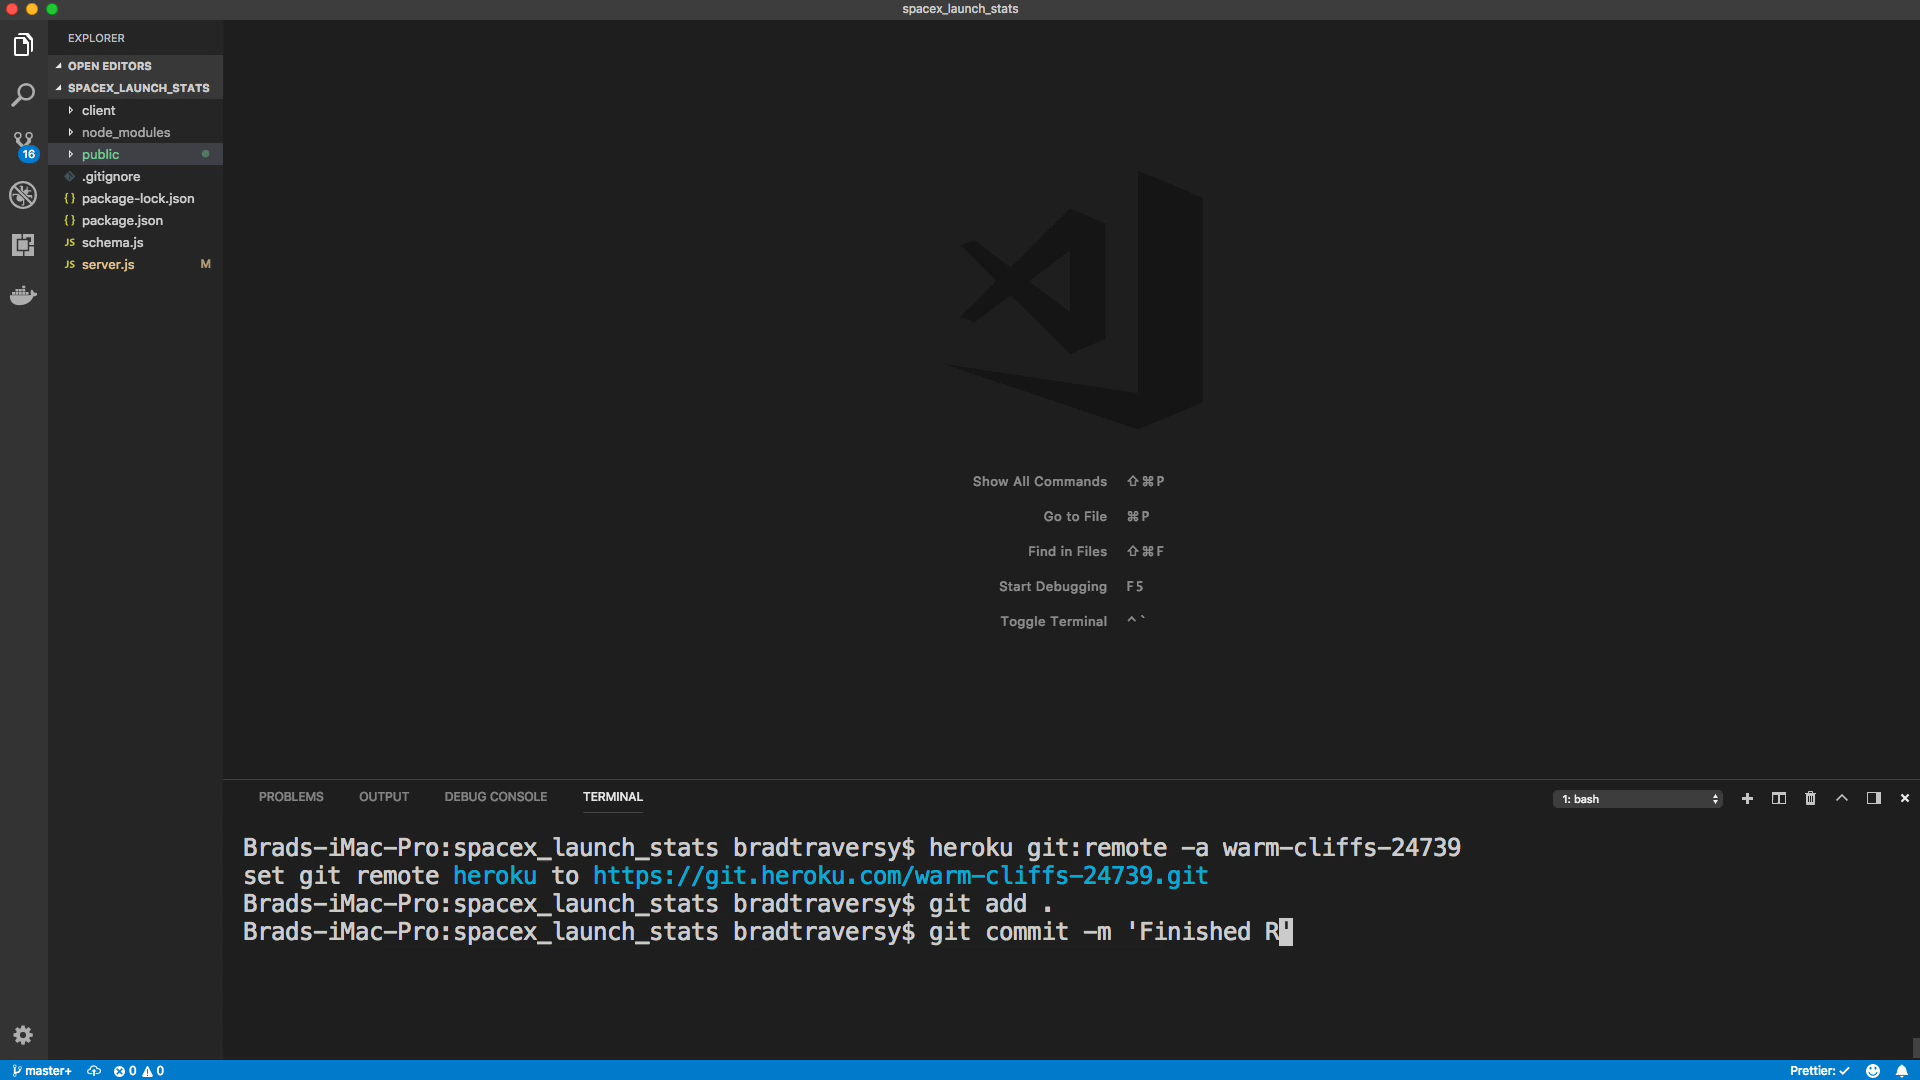 spacex_launch_stats
EXPLORER
OPEN EDITORS
SPACEX_LAUNCH_STATS
client
node_modules
16
public
.gitignore
{} package-lock.json
{} package.json
JS schema.js
JS server.js M
Show All Commands ⇧⌘P
Go to File ⌘P
Find in Files ⇧⌘F
Start Debugging F5
Toggle Terminal ^`
PROBLEMS OUTPUT DEBUG CONSOLE TERMINAL 1: bash
Brads-iMac-Pro:spacex_launch_stats bradtraversy$ heroku git:remote -a warm-cliffs-24739
set git remote heroku to https://git.heroku.com/warm-cliffs-24739.git
Brads-iMac-Pro:spacex_launch_stats bradtraversy$ git add .
Brads-iMac-Pro:spacex_launch_stats bradtraversy$ git commit -m 'Finished R'
master+ 0 0 Prettier: ✓